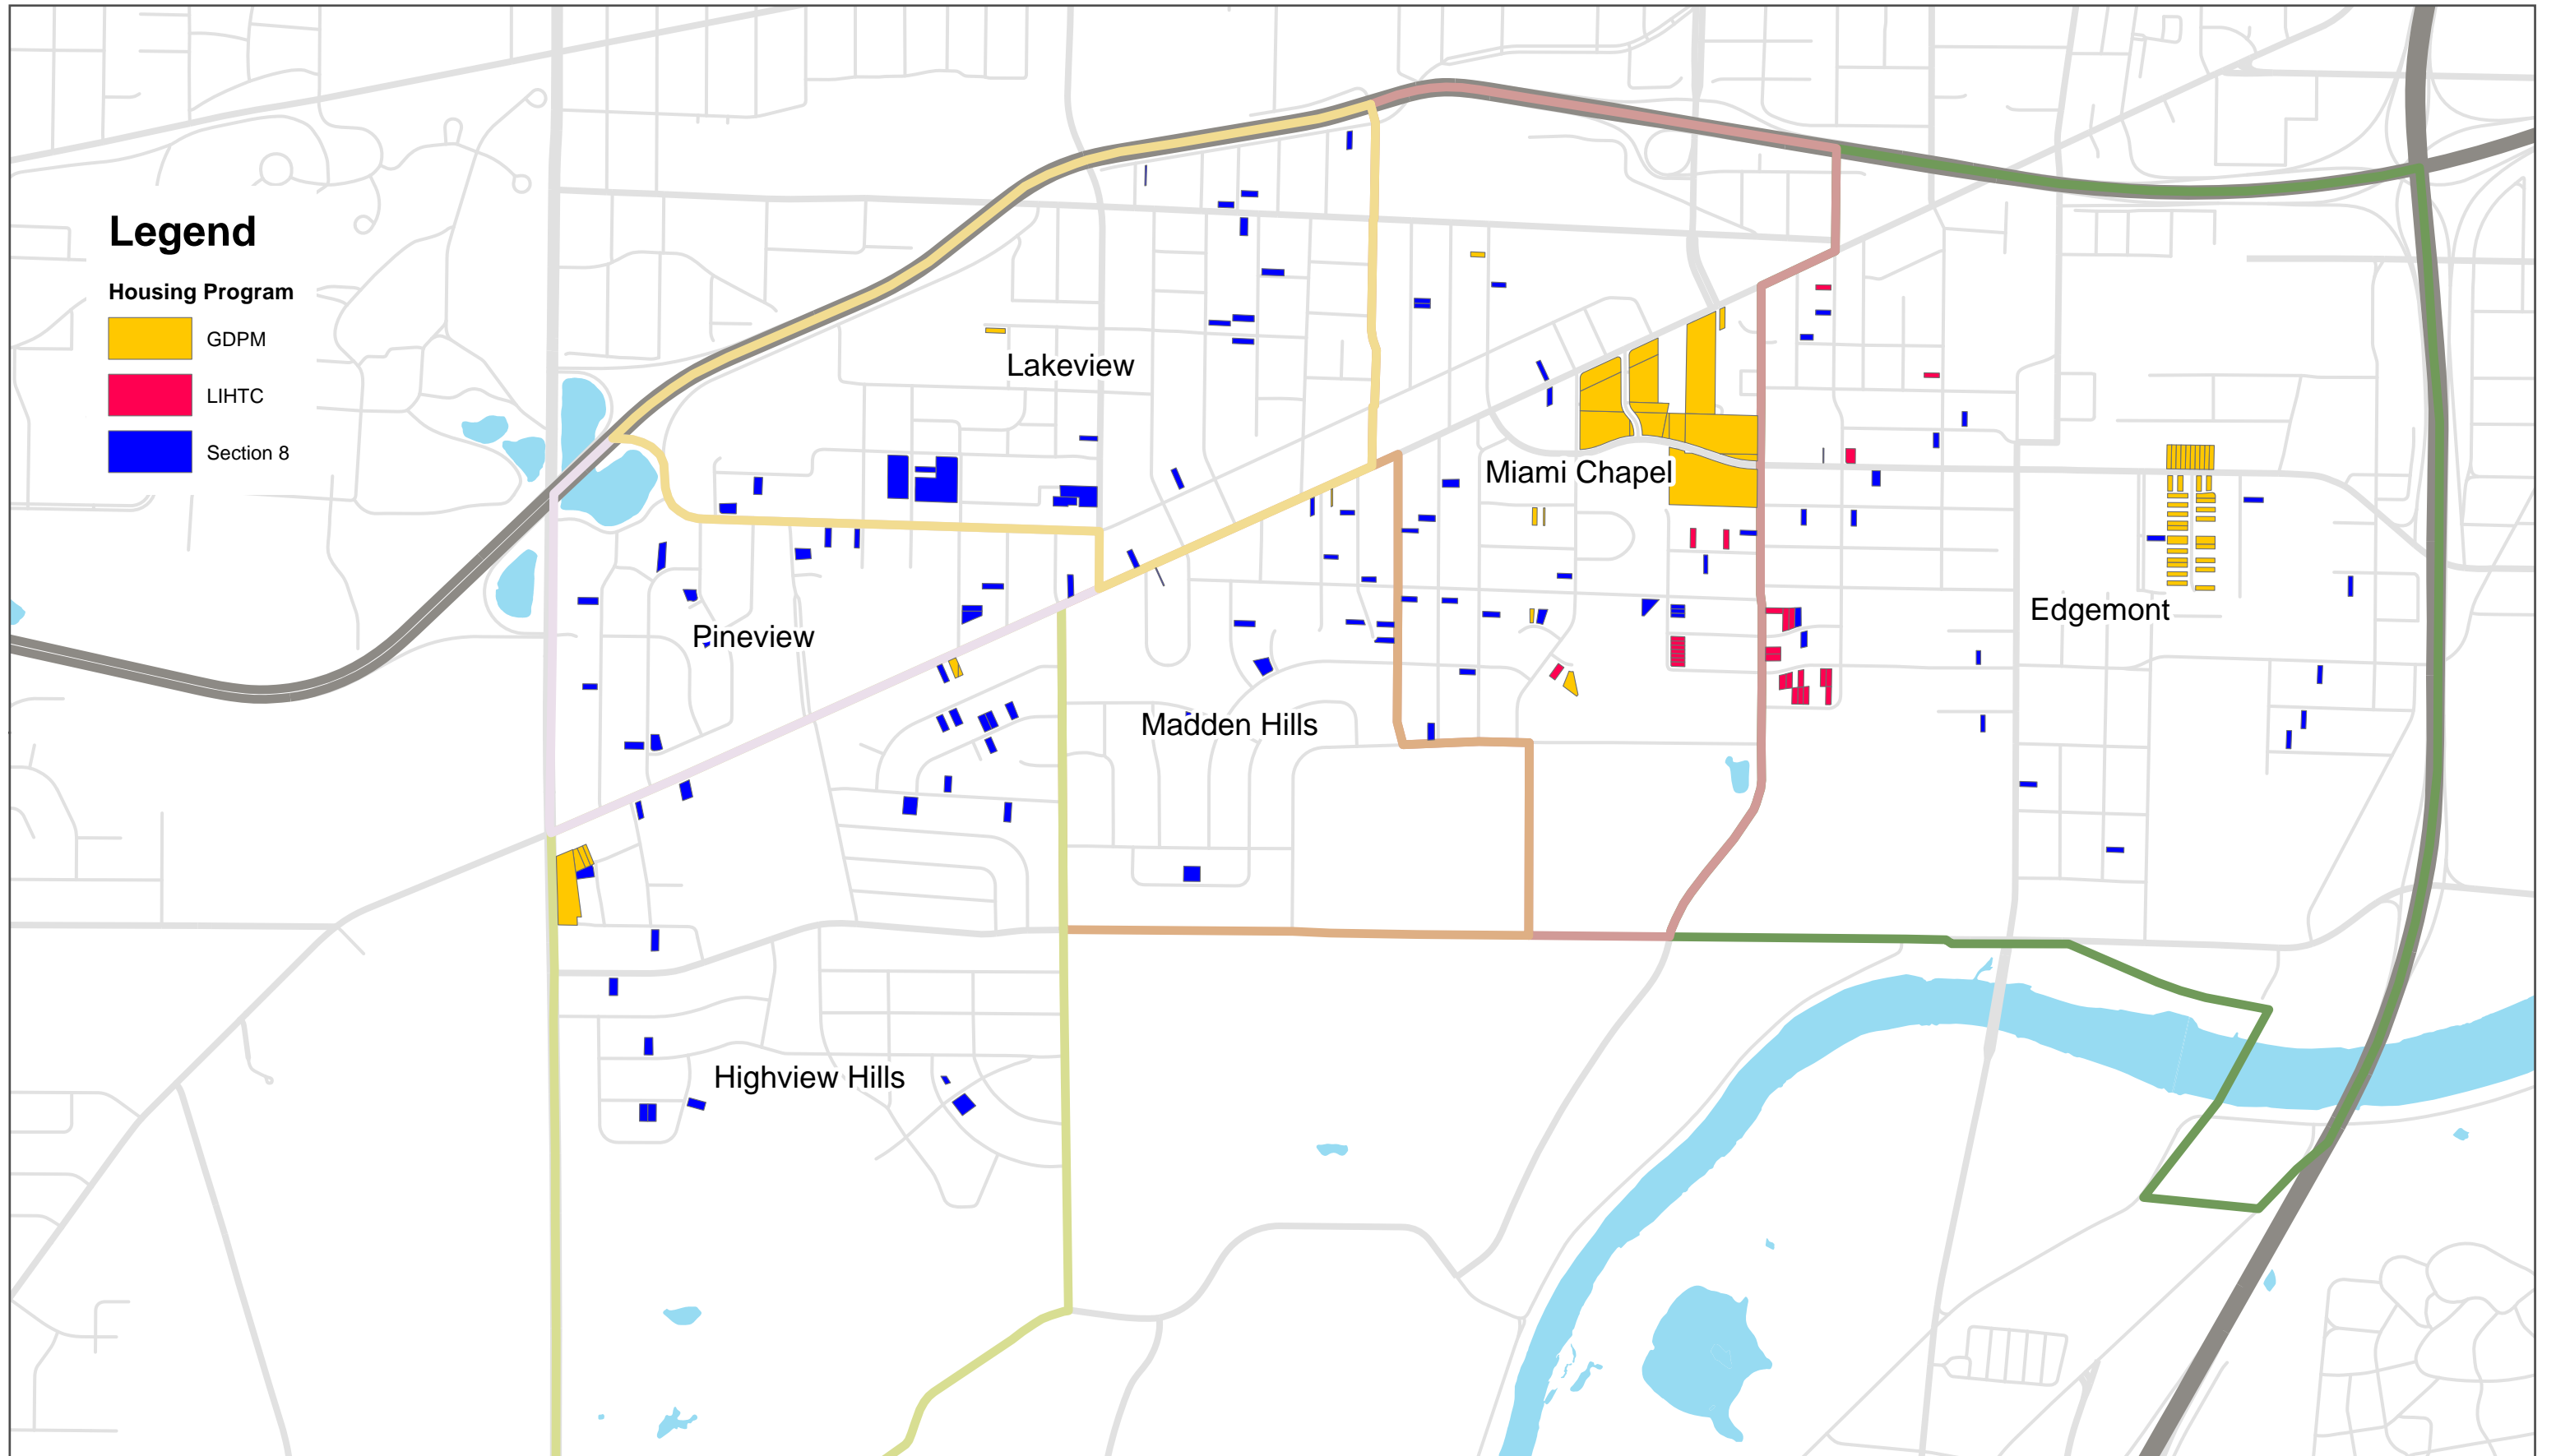 Legend
Housing Program
GDPM
LIHTC
Section 8
Lakeview
Miami Chapel
Edgemont
Pineview
Madden Hills
Highview Hills